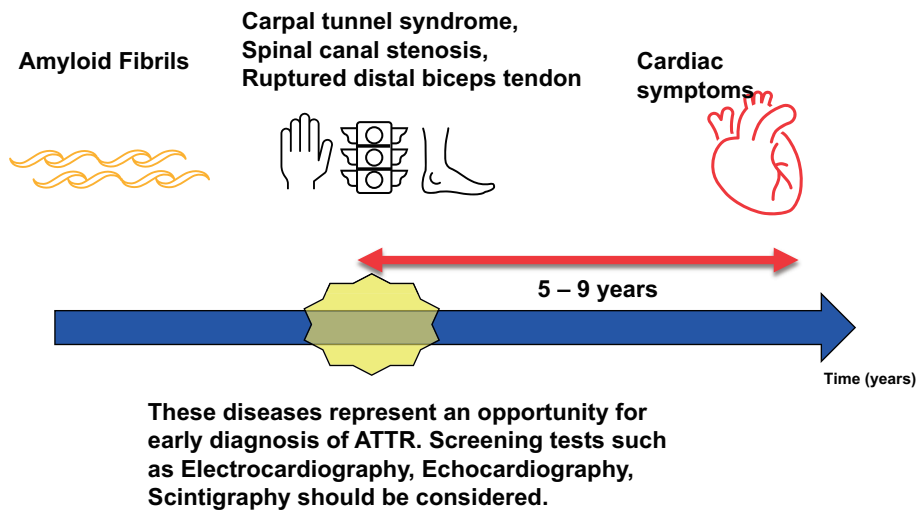 Amyloid Fibrils
Carpal tunnel syndrome,
Spinal canal stenosis,
Ruptured distal biceps tendon
Cardiac
symptoms
5 – 9 years
Time (years)
These diseases represent an opportunity for
early diagnosis of ATTR. Screening tests such
as Electrocardiography, Echocardiography,
Scintigraphy should be considered.